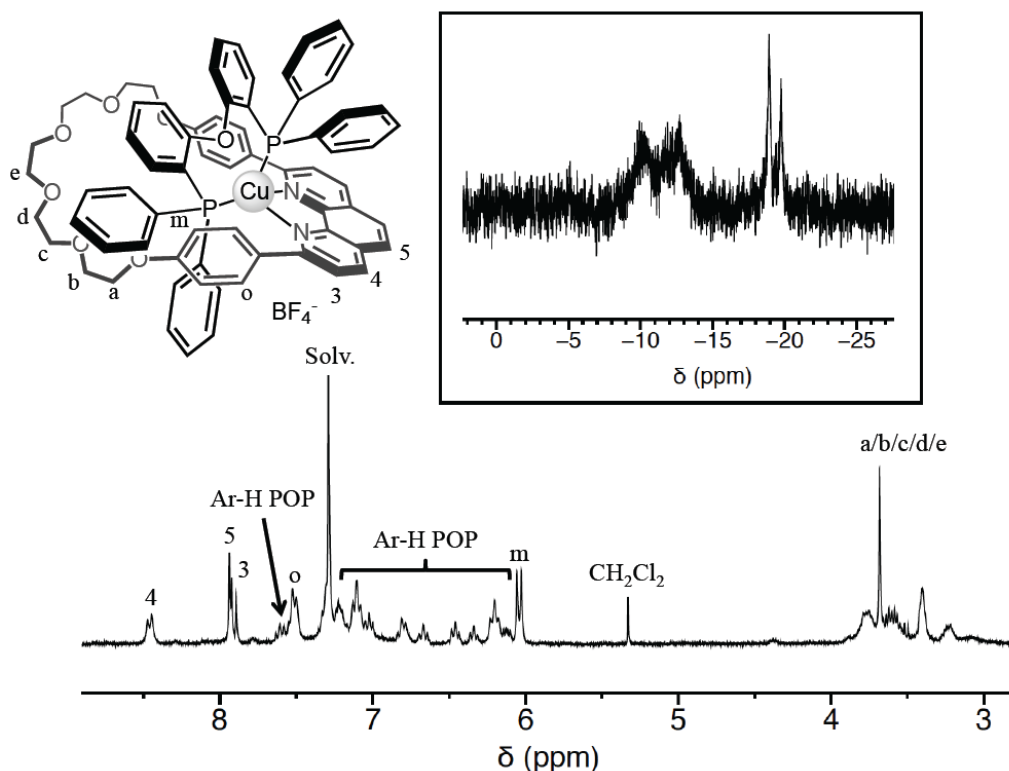 O
O
O
O
O
O
O
P
P
Cu
N
N
e
d
c
b
a
m
o
3
4
5
BF₄⁻
0 −5 −10 −15 −20 −25
δ (ppm)
Solv.
a/b/c/d/e
Ar-H POP
Ar-H POP
5
3
o
m
CH₂Cl₂
4
8 7 6 5 4 3
δ (ppm)